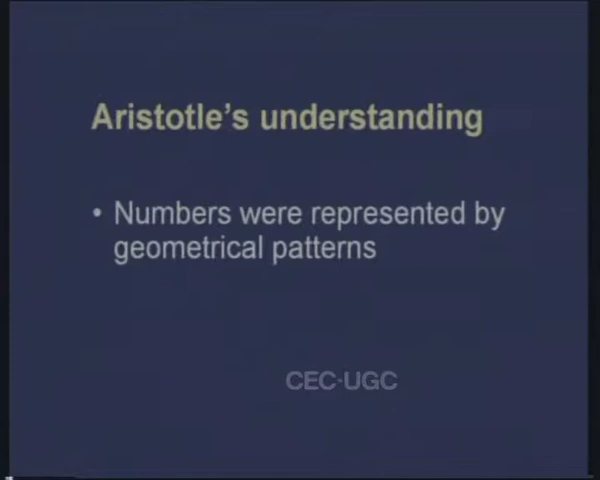 Aristotle's understanding
• Numbers were represented by
geometrical patterns
CEC-UGC